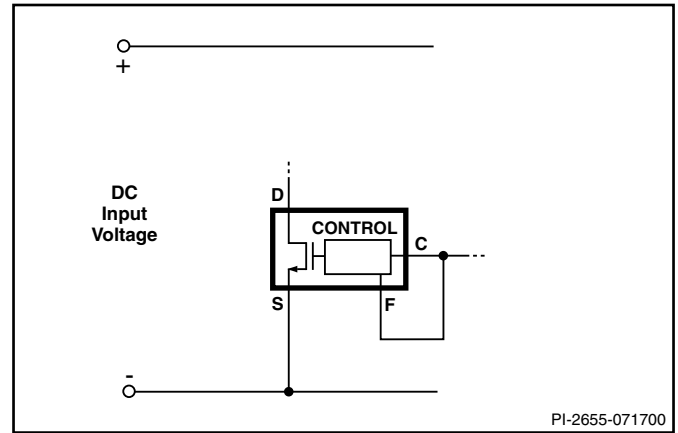 +
DC
Input
Voltage
D
CONTROL
C
S
F
-
PI-2655-071700